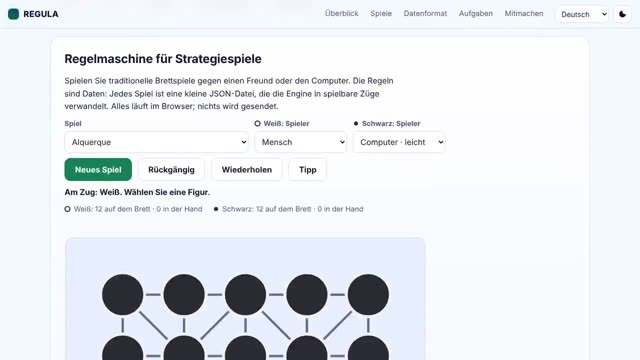 REGULA
Überblick Spiele Datenformat Aufgaben Mitmachen Deutsch
Regelmaschine für Strategiespiele
Spielen Sie traditionelle Brettspiele gegen einen Freund oder den Computer. Die Regeln
sind Daten: Jedes Spiel ist eine kleine JSON-Datei, die die Engine in spielbare Züge
verwandelt. Alles läuft im Browser; nichts wird gesendet.
Spiel Weiß: Spieler Schwarz: Spieler
Alquerque Mensch Computer · leicht
Neues Spiel Rückgängig Wiederholen Tipp
Am Zug: Weiß. Wählen Sie eine Figur.
Weiß: 12 auf dem Brett · 0 in der Hand Schwarz: 12 auf dem Brett · 0 in der Hand